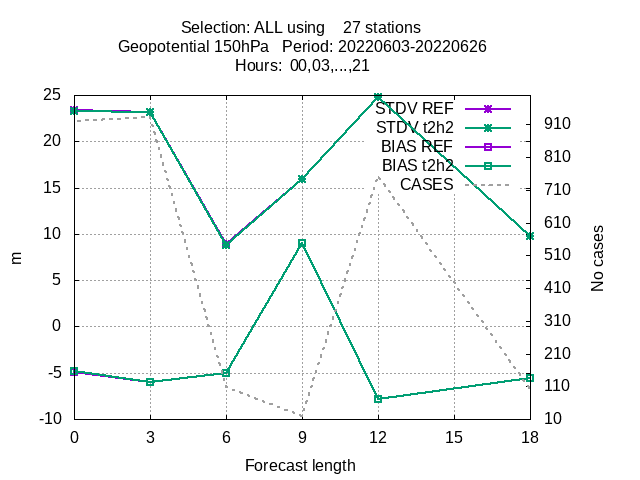 Selection: ALL using    27 stations
Geopotential 150hPa   Period: 20220603-20220626
Hours:  00,03,...,21
25
20
15
10
5
0
-5
-10
m
STDV REF
STDV t2h2
BIAS REF
BIAS t2h2
CASES
910
810
710
610
510
410
310
210
110
10
No cases
0 3 6 9 12 15 18
Forecast length